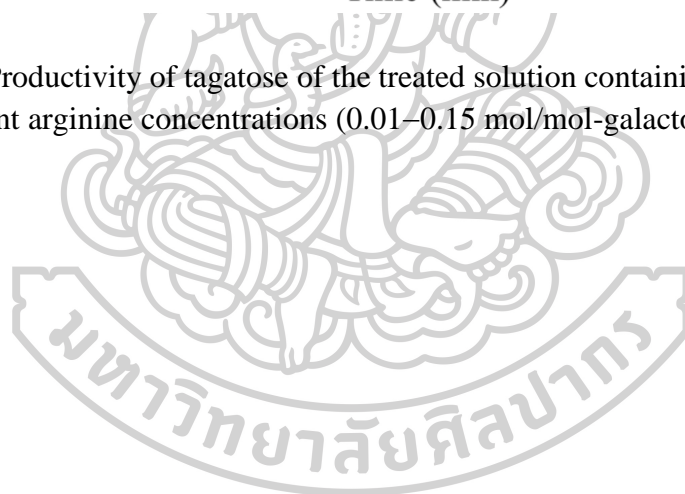 Time (min)
Productivity of tagatose of the treated solution containi
nt arginine concentrations (0.01–0.15 mol/mol-galacto
มหาวิทยาลัยศิลปากร